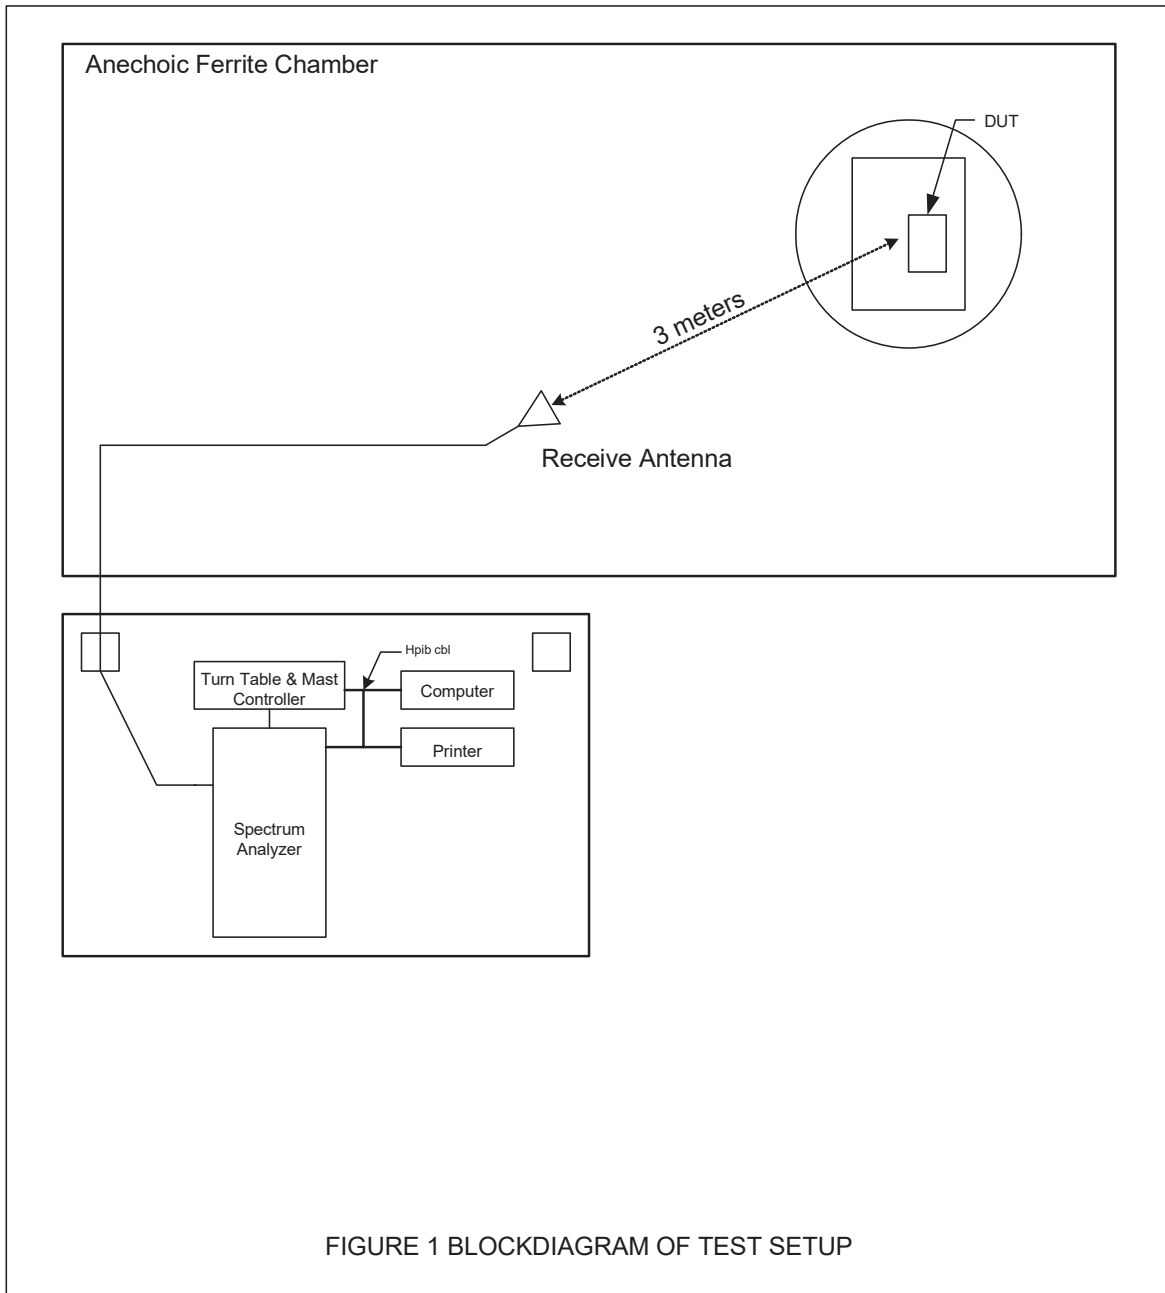 Anechoic Ferrite Chamber
DUT
3 meters
Receive Antenna
Hpib cbl
Turn Table & Mast
Controller
Computer
Printer
Spectrum
Analyzer
FIGURE 1 BLOCKDIAGRAM OF TEST SETUP